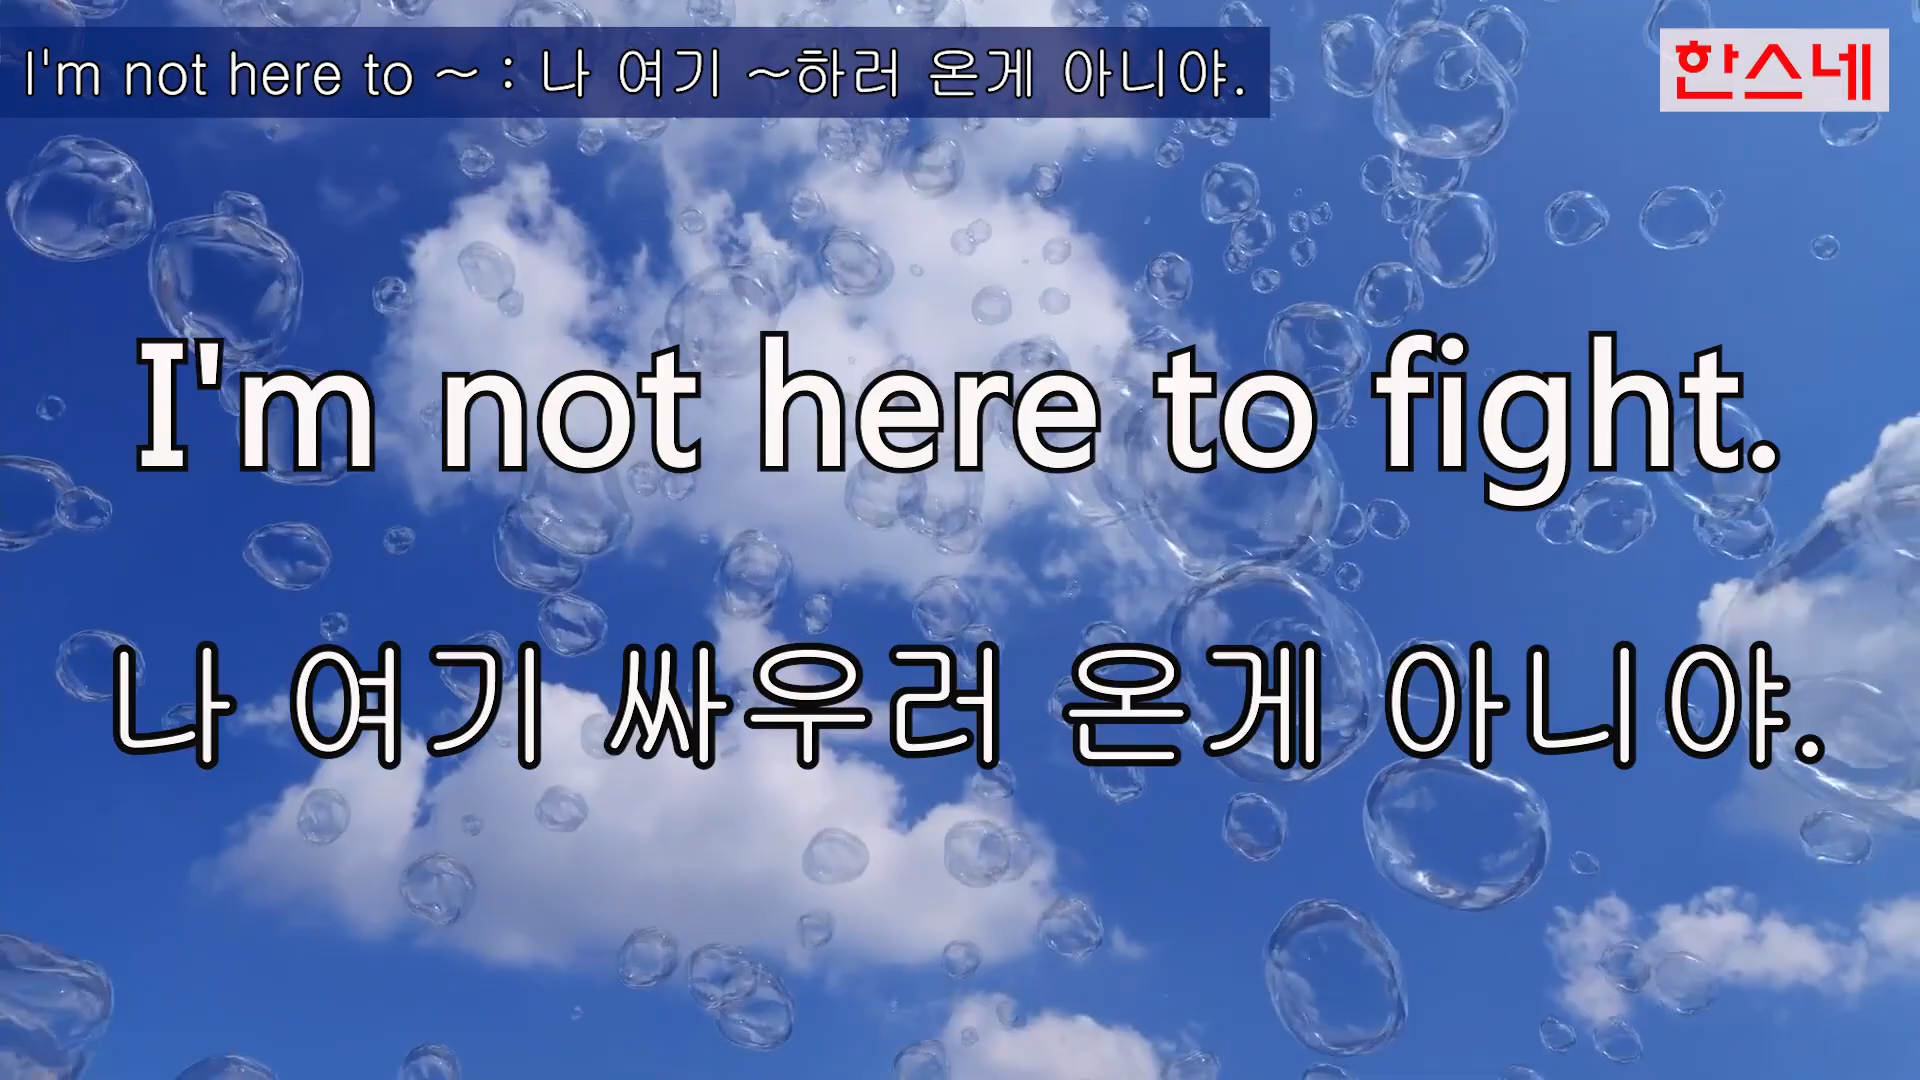 I'm not here to ~ : 나 여기 ~하러 온게 아니야.
한스네
I'm not here to fight.
나 여기 싸우러 온게 아니야.